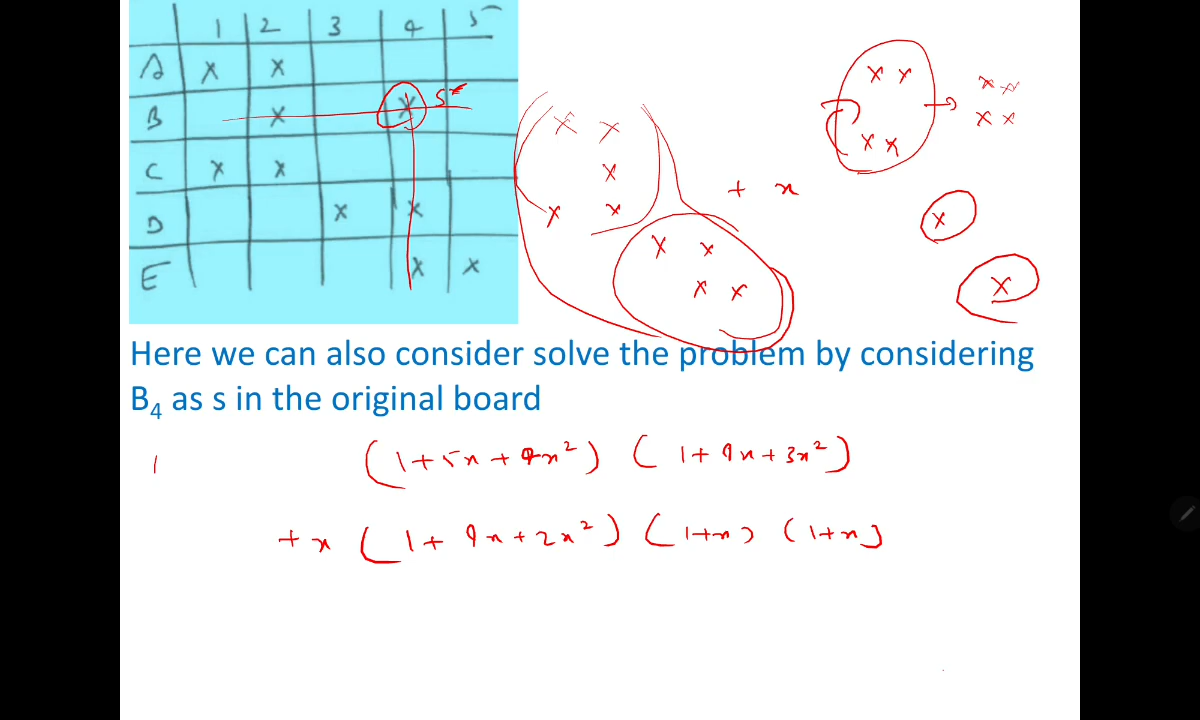 1 2 3 4 5
A x x
B x x s*
C x x
D x x
E x x
x x
x
x x
x x
x x
+ x
x x
x x
x x
x x
x
x
Here we can also consider solve the problem by considering
B₄ as s in the original board
1 (1+5x+4x²) (1+4x+3x²)
+ x (1+4x+2x²) (1+x) (1+x)